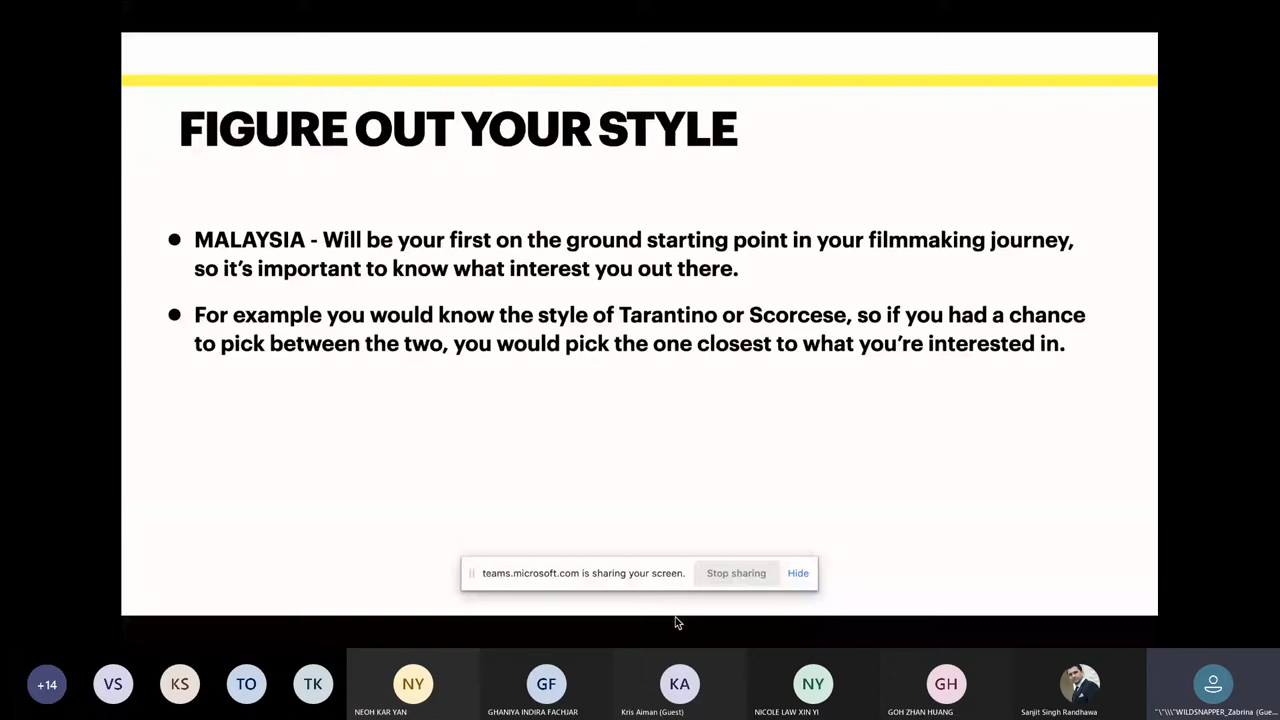 FIGURE OUT YOUR STYLE
● MALAYSIA - Will be your first on the ground starting point in your filmmaking journey,
so it’s important to know what interest you out there.
● For example you would know the style of Tarantino or Scorcese, so if you had a chance
to pick between the two, you would pick the one closest to what you’re interested in.
teams.microsoft.com is sharing your screen. Stop sharing Hide
+14 VS KS TO TK NY GF KA NY GH
NEOH KAR YAN GHANIYA INDIRA FACHJAR Kris Aiman (Guest) NICOLE LAW XIN YI GOH ZHAN HUANG Sanjit Singh Randhawa "\"\\\"WILDSNAPPER_Zabrina (Gue...